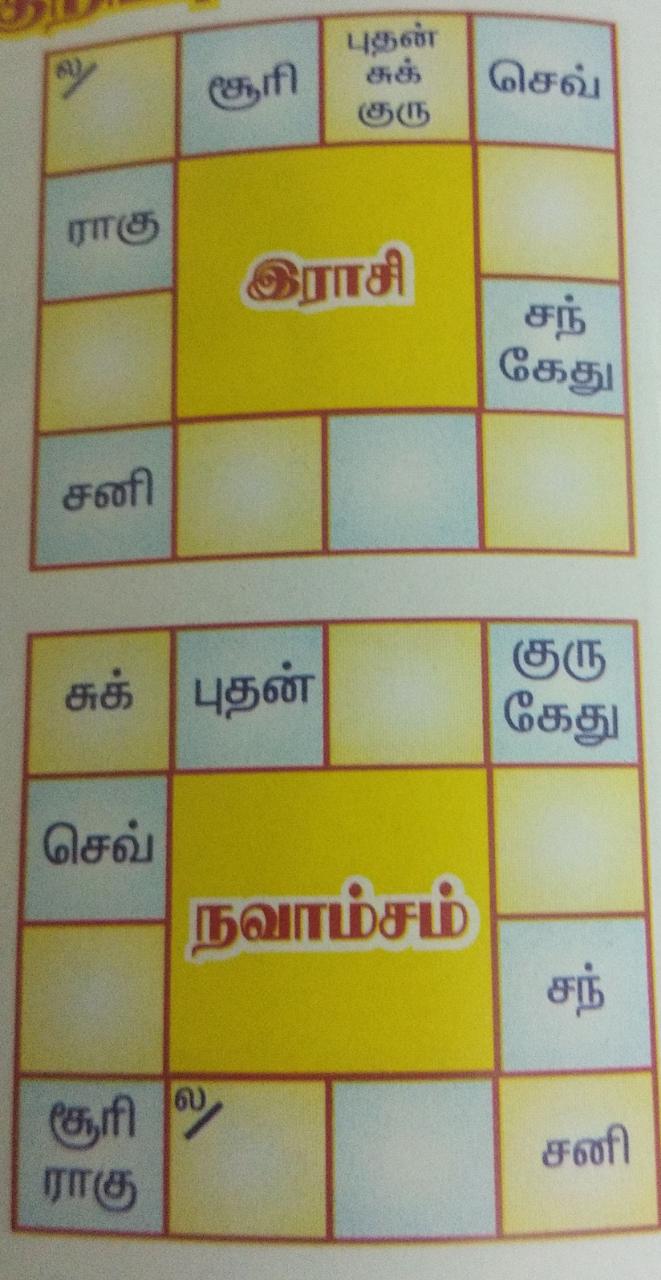 ல/
சூரி
புதன்
சுக்
குரு
செவ்
ராகு
இராசி
சந்
கேது
சனி
சுக்
புதன்
குரு
கேது
செவ்
நவாம்சம்
சந்
சூரி
ராகு
ல/
சனி